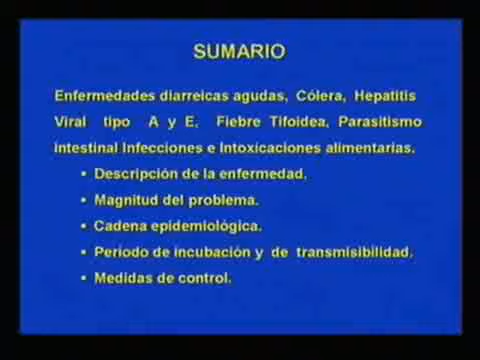 SUMARIO
Enfermedades diarreicas agudas, Cólera, Hepatitis
Viral tipo A y E, Fiebre Tifoidea, Parasitismo
intestinal Infecciones e Intoxicaciones alimentarias.
• Descripción de la enfermedad.
• Magnitud del problema.
• Cadena epidemiológica.
• Período de incubación y de transmisibilidad.
• Medidas de control.